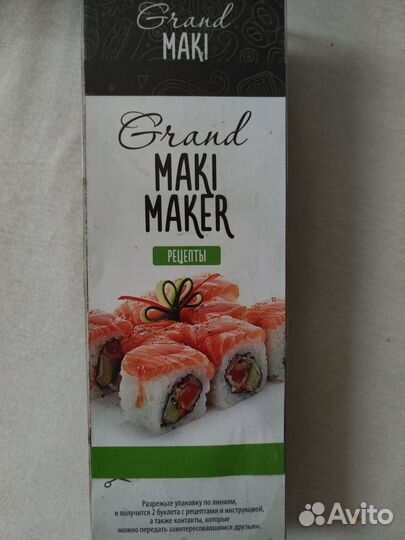 Grand
MAKI
Grand
MAKI
MAKER
РЕЦЕПТЫ
Разрежьте упаковку по линиям,
и получится 2 буклета с рецептами и инструкцией,
а также контакты, которые
можно передать заинтересовавшимся друзьям.
Avito